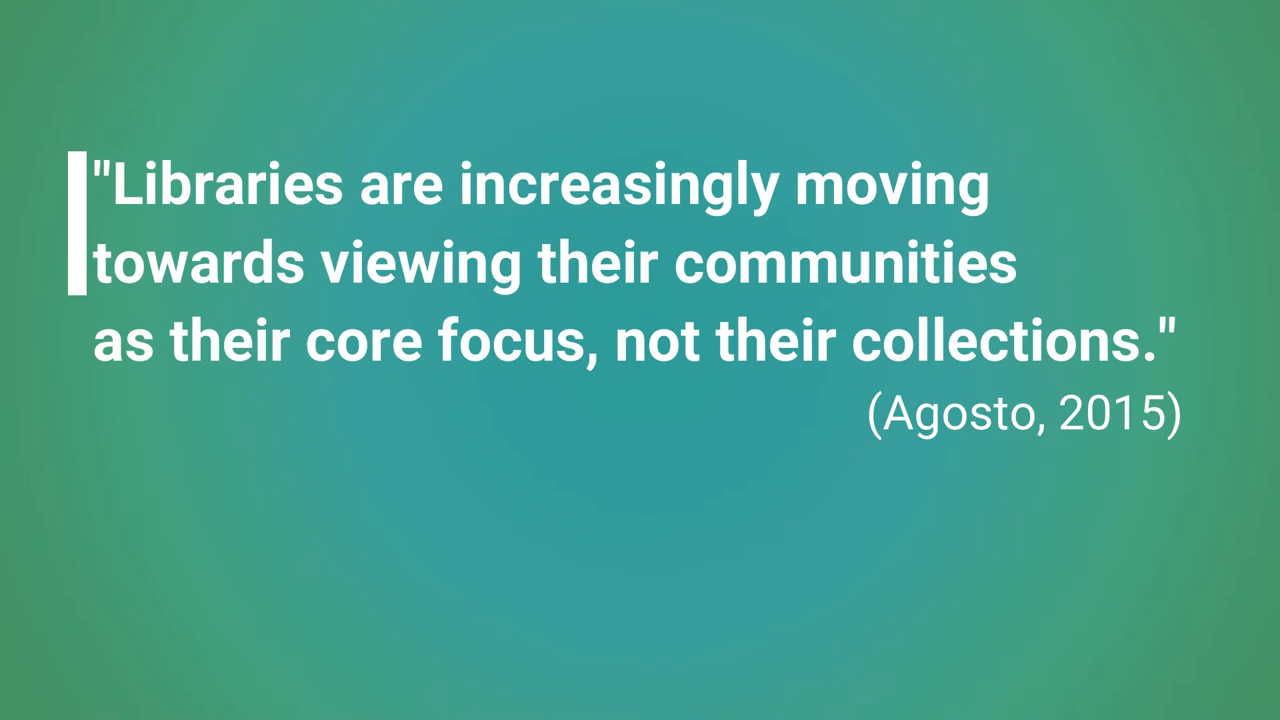 "Libraries are increasingly moving
towards viewing their communities
as their core focus, not their collections."
(Agosto, 2015)